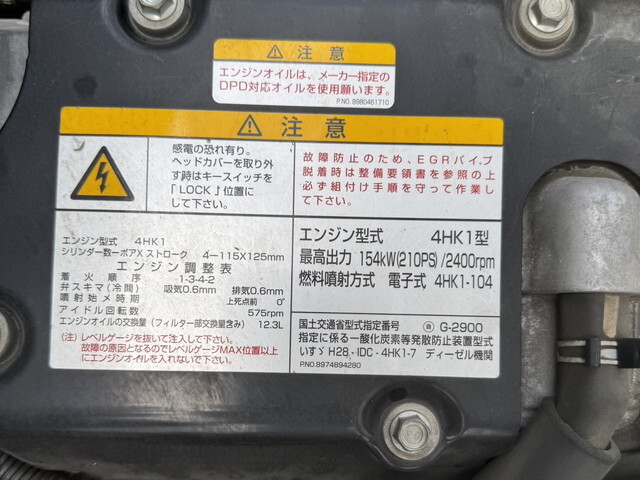 ⚠ 注意
エンジンオイルは、メーカー指定の
DPD対応オイルを使用願います。
P.NO. 8980461710
⚠ 注意
感電の恐れ有り。
ヘッドカバーを取り外
す時はキースイッチを
「LOCK」位置に
して下さい。
故障防止のため、EGRパイプ
脱着時は整備要領書を参照の上
必ず組付け手順を守って作業し
て下さい。
エンジン型式 4HK1
シリンダー数ーボアXストローク 4-115X125mm
エンジン調整表
着火順序 1-3-4-2
弁スキマ(冷間) 吸気0.6mm 排気0.6mm
噴射始メ時期 上死点前 0°
アイドル回転数 575rpm
エンジンオイルの交換量(フィルター部交換量含み) 12.3L
(注)レベルゲージを抜いて注入して下さい。
故障の原因となるのでレベルゲージMAX位置以上
にエンジンオイルを入れないで下さい。
エンジン型式 4HK1型
最高出力 154kW(210PS)/2400rpm
燃料噴射方式 電子式 4HK1-104
国土交通省型式指定番号 G-2900
指定に係る一酸化炭素等発散防止装置型式
いすゞ H28. IDC・4HK1-7 ディーゼル機関
P.NO.8974894280